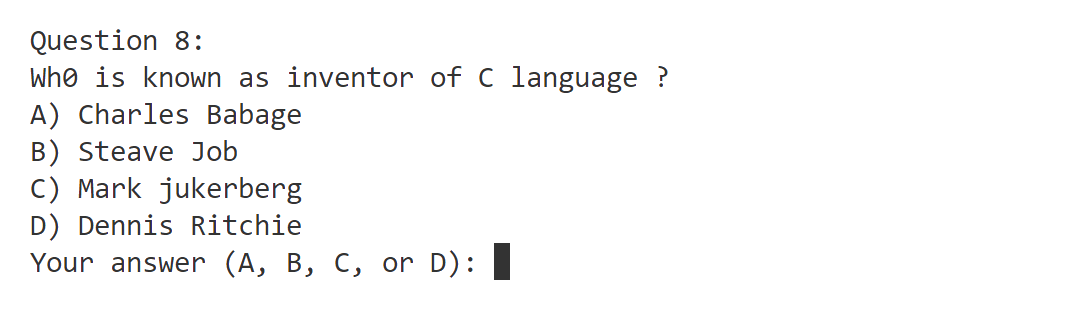 Question 8:
Wh0 is known as inventor of C language ?
A) Charles Babage
B) Steave Job
C) Mark jukerberg
D) Dennis Ritchie
Your answer (A, B, C, or D):